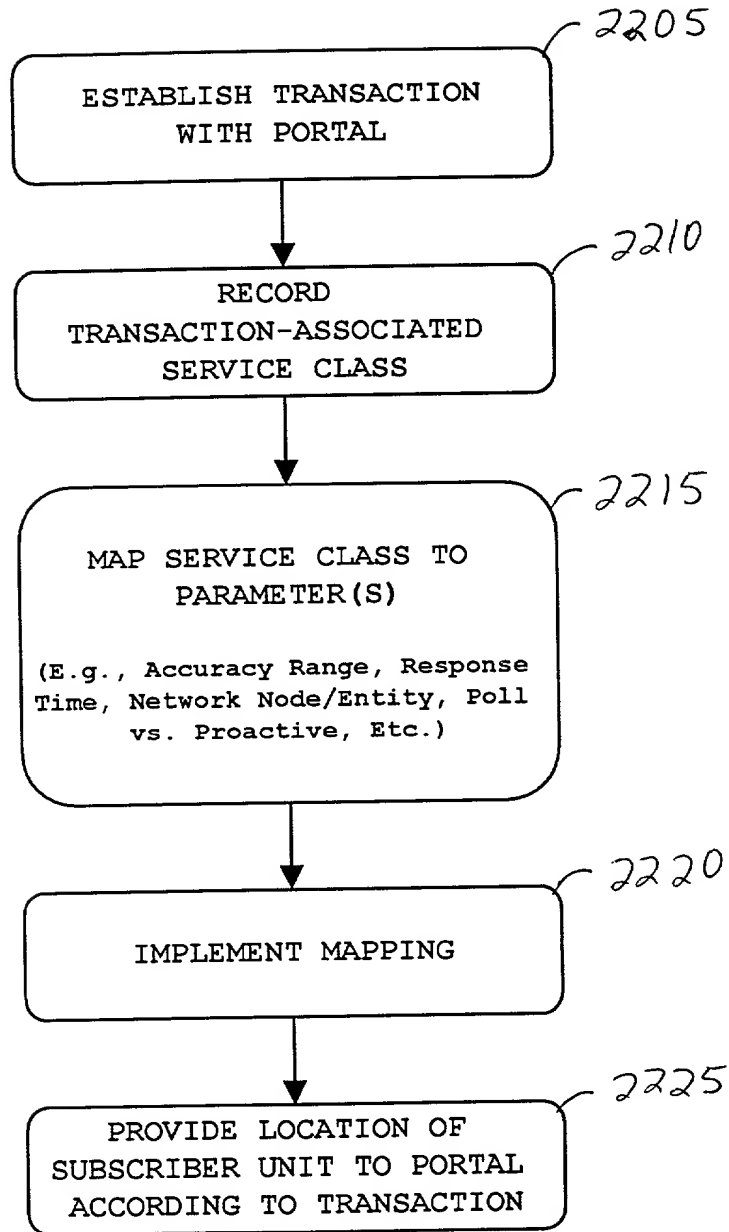 2205
ESTABLISH TRANSACTION
WITH PORTAL
2210
RECORD
TRANSACTION-ASSOCIATED
SERVICE CLASS
2215
MAP SERVICE CLASS TO
PARAMETER(S)
(E.g., Accuracy Range, Response
Time, Network Node/Entity, Poll
vs. Proactive, Etc.)
2220
IMPLEMENT MAPPING
2225
PROVIDE LOCATION OF
SUBSCRIBER UNIT TO PORTAL
ACCORDING TO TRANSACTION